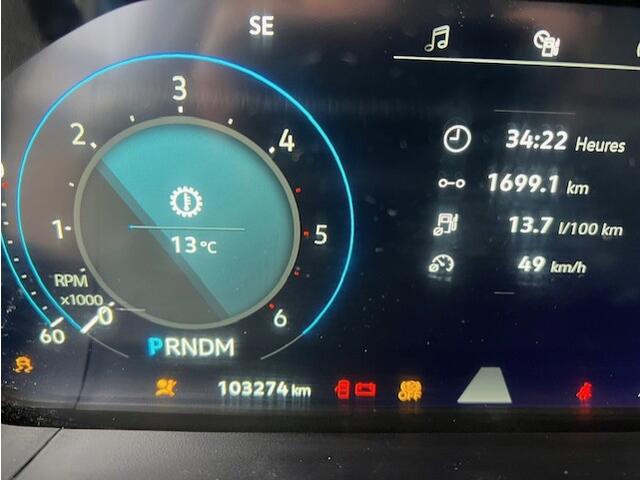 SE
3
2
4
34:22 Heures
1699.1 km
1
13°C
5
13.7 l/100 km
49 km/h
RPM
x1000
0
6
60
PRNDM
103274 km
OFF